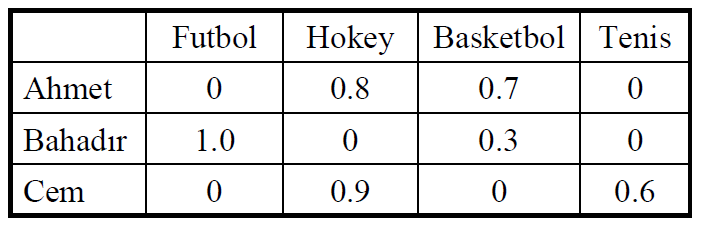 Futbol Hokey Basketbol Tenis
Ahmet 0 0.8 0.7 0
Bahadır 1.0 0 0.3 0
Cem 0 0.9 0 0.6